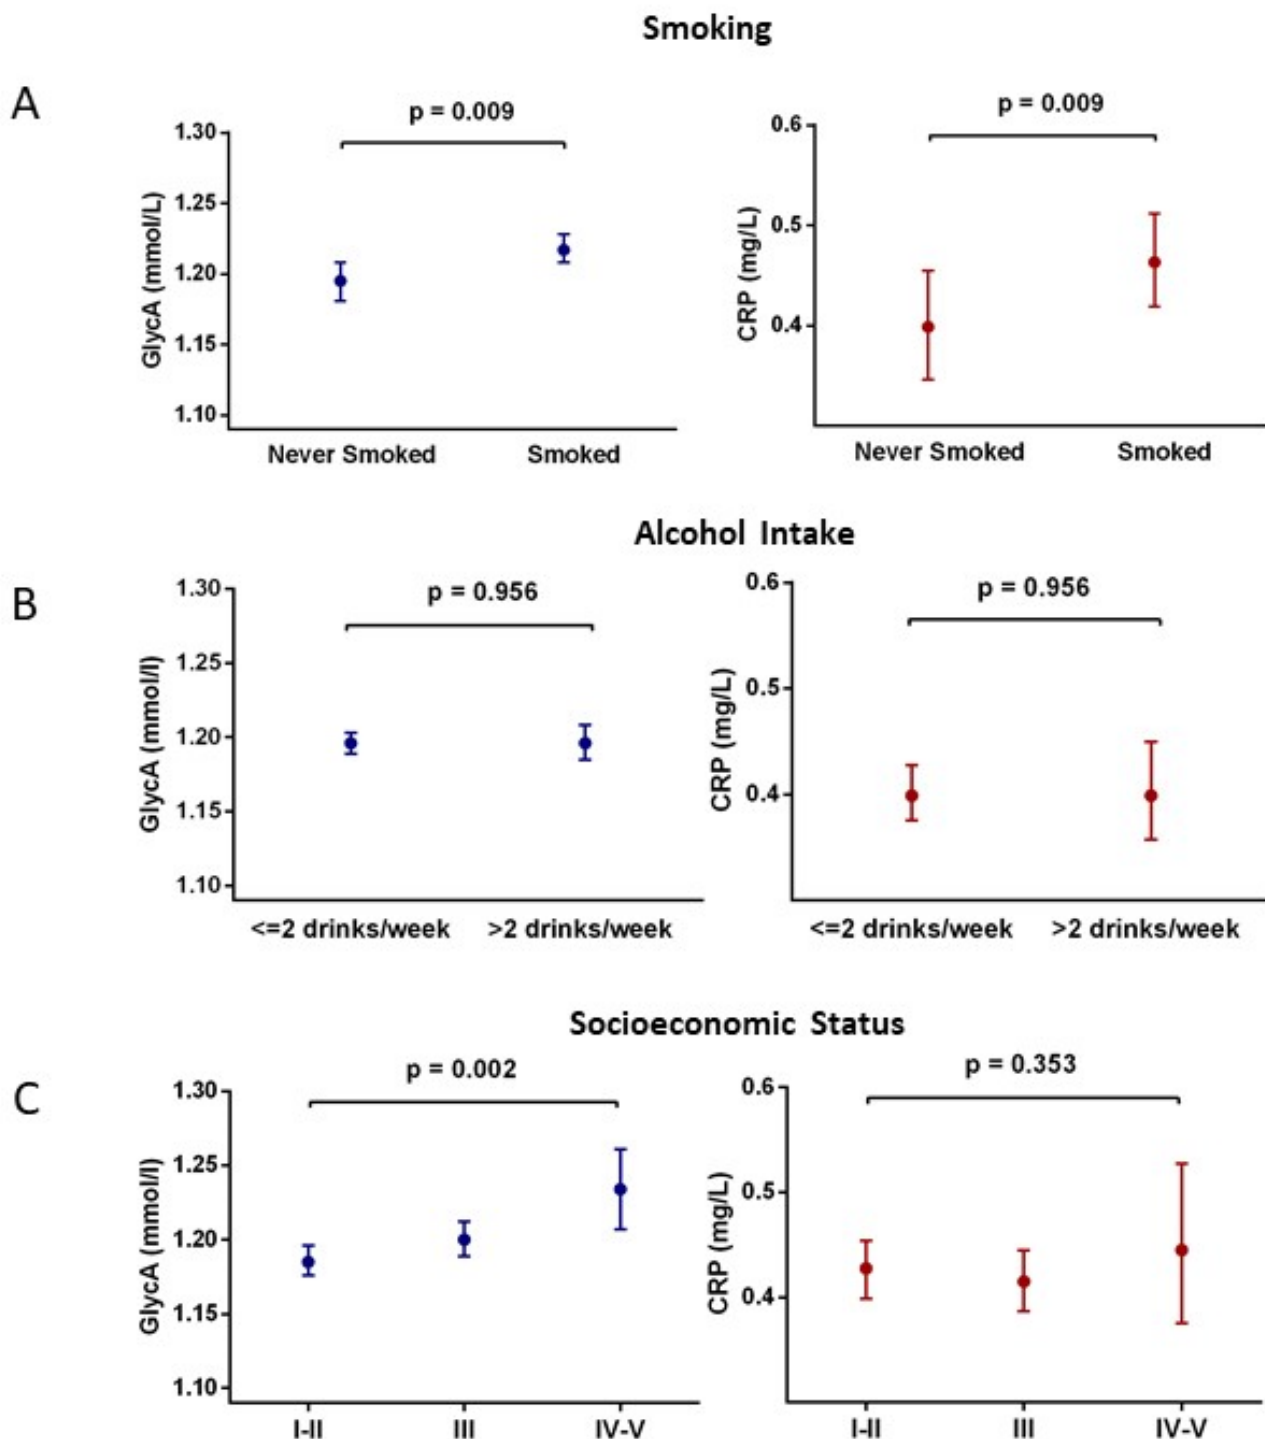 Smoking
A
p = 0.009
p = 0.009
GlycA (mmol/L)
1.30
1.25
1.20
1.15
1.10
CRP (mg/L)
0.6
0.5
0.4
Never Smoked
Smoked
Never Smoked
Smoked
Alcohol Intake
B
p = 0.956
p = 0.956
GlycA (mmol/l)
1.30
1.25
1.20
1.15
1.10
CRP (mg/L)
0.6
0.5
0.4
<=2 drinks/week
>2 drinks/week
<=2 drinks/week
>2 drinks/week
Socioeconomic Status
C
p = 0.002
p = 0.353
GlycA (mmol/l)
1.30
1.25
1.20
1.15
1.10
CRP (mg/L)
0.6
0.5
0.4
I-II
III
IV-V
I-II
III
IV-V